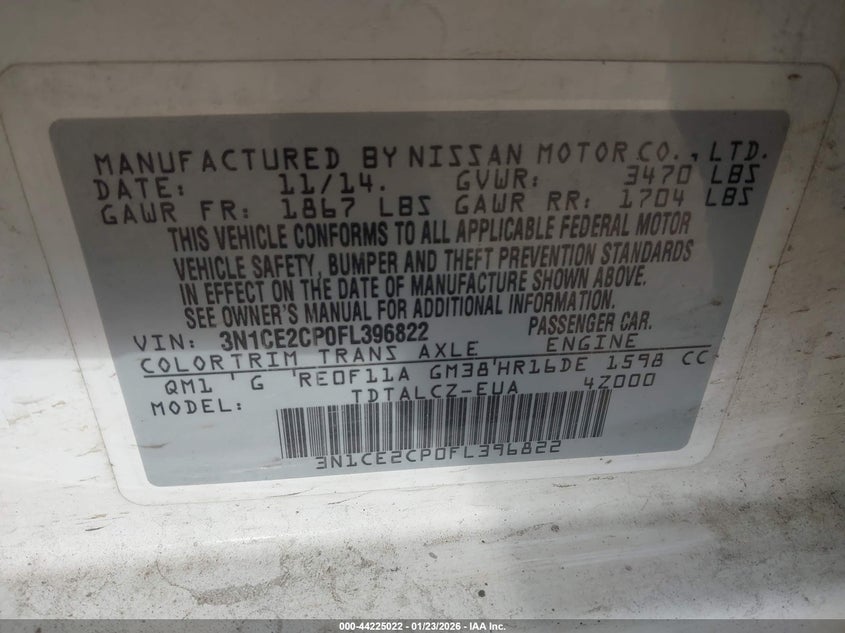 MANUFACTURED BY NISSAN MOTOR CO., LTD.
DATE: 11/14. GVWR: 3470 LBS
GAWR FR: 1867 LBS GAWR RR: 1704 LBS
THIS VEHICLE CONFORMS TO ALL APPLICABLE FEDERAL MOTOR
VEHICLE SAFETY, BUMPER AND THEFT PREVENTION STANDARDS
IN EFFECT ON THE DATE OF MANUFACTURE SHOWN ABOVE.
SEE OWNER'S MANUAL FOR ADDITIONAL INFORMATION.
VIN: 3N1CE2CP0FL396822 PASSENGER CAR.
COLOR TRIM TRANS AXLE ENGINE
QM1 ' G 'RE0F11A GM38'HR16DE 1598 CC
MODEL: TDTALCZ-EUA 4Z000
3N1CE2CP0FL396822
000-44225022 - 01/23/2026 - IAA Inc.